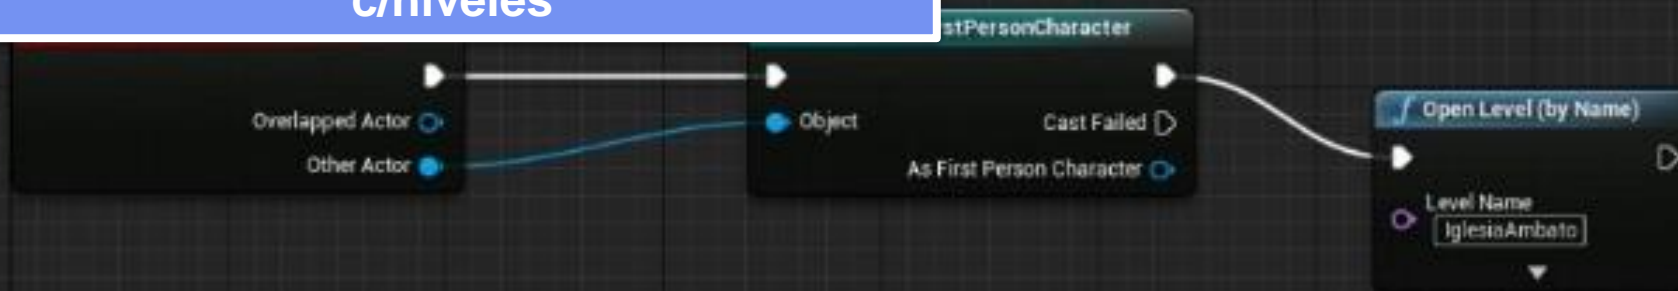 c/niveles
stPersonCharacter
Overlapped Actor
Other Actor
Object
Cast Failed
As First Person Character
f Open Level (by Name)
Level Name
IglesiaAmbato